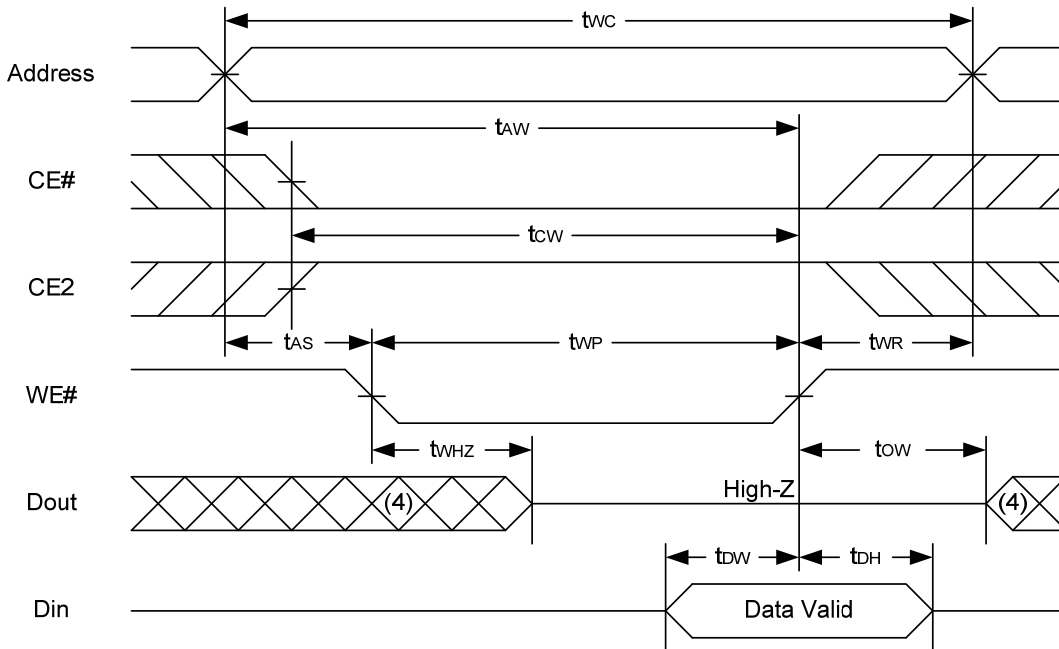 tWC
Address
tAW
CE#
tCW
CE2
tAS tWP tWR
WE#
tWHZ tOW
High-Z
Dout (4) (4)
tDW tDH
Din Data Valid